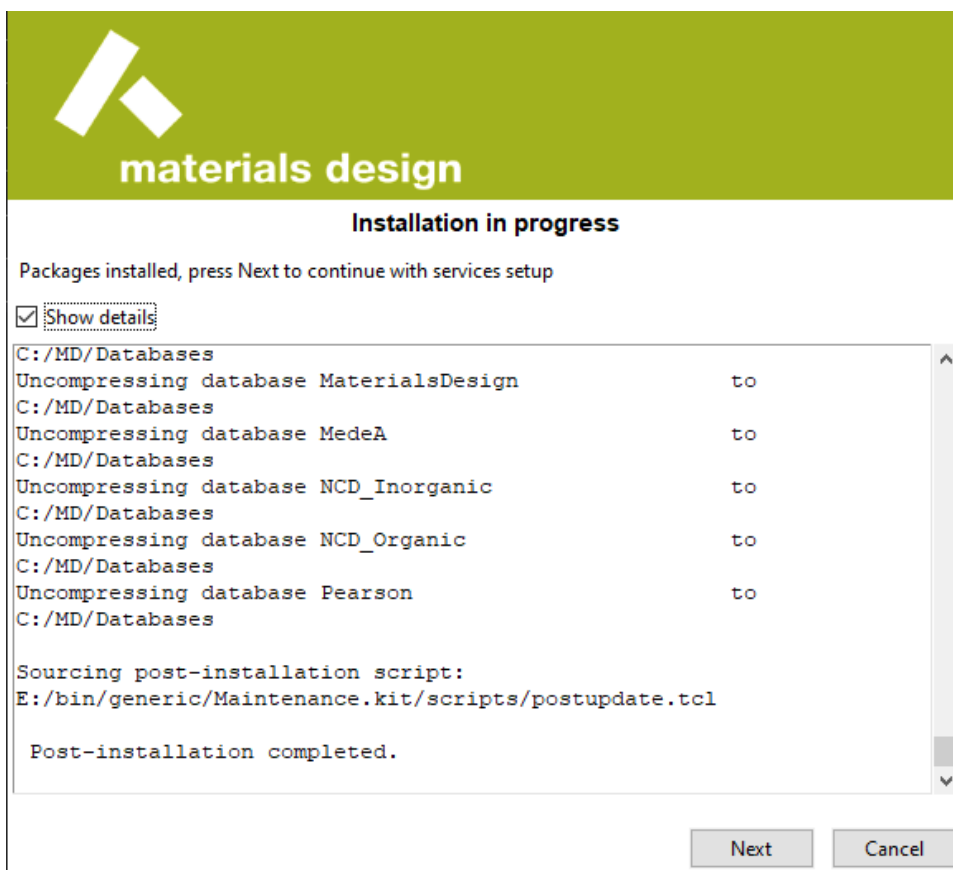 materials design
Installation in progress
Packages installed, press Next to continue with services setup
Show details
C:/MD/Databases
Uncompressing database MaterialsDesign to
C:/MD/Databases
Uncompressing database MedeA to
C:/MD/Databases
Uncompressing database NCD_Inorganic to
C:/MD/Databases
Uncompressing database NCD_Organic to
C:/MD/Databases
Uncompressing database Pearson to
C:/MD/Databases
Sourcing post-installation script:
E:/bin/generic/Maintenance.kit/scripts/postupdate.tcl
Post-installation completed.
Next Cancel